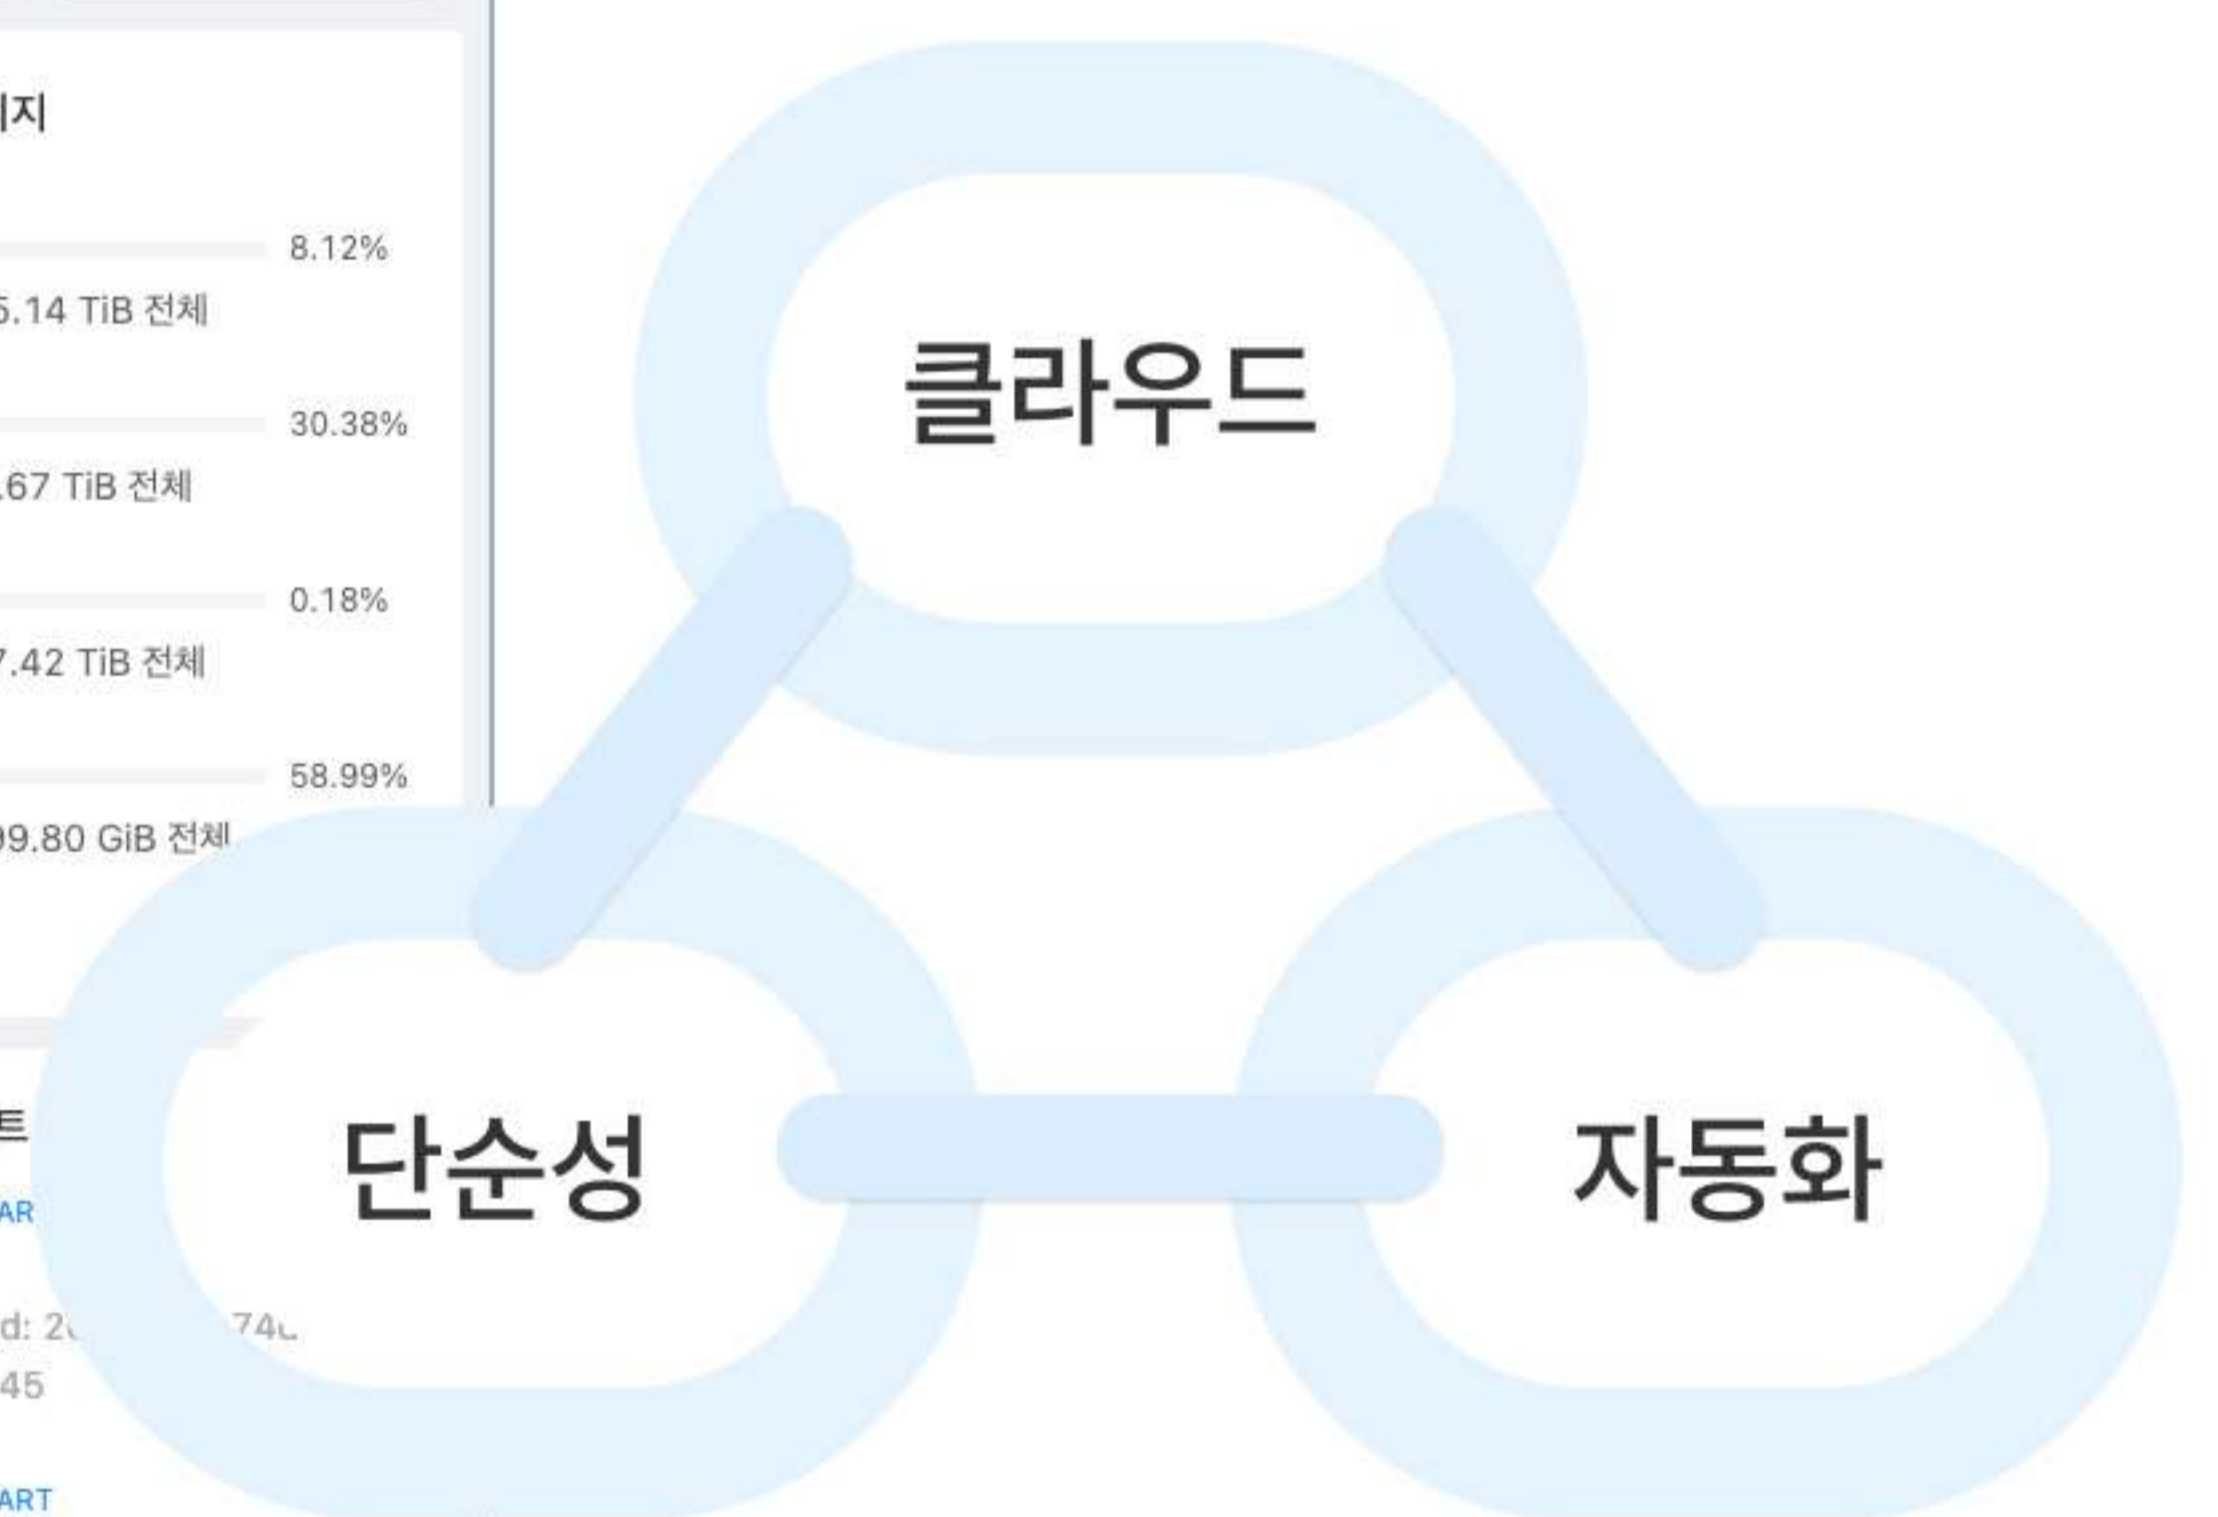 8.12%
5.14 TiB 전체
30.38%
.67 TiB 전체
0.18%
7.42 TiB 전체
58.99%
99.80 GiB 전체
클라우드
단순성
자동화
트
AR
d:
45
ART